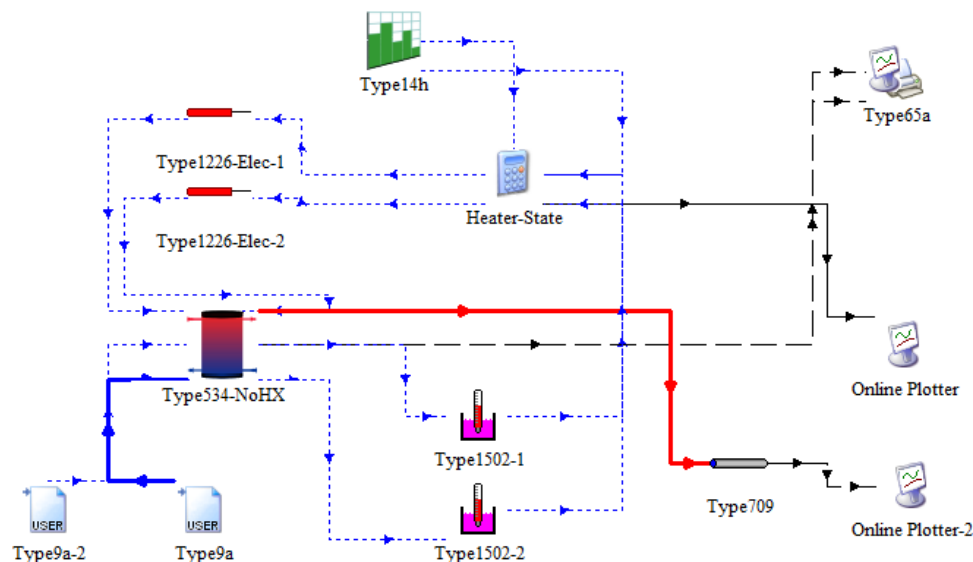 Type14h
Type65a
Type1226-Elec-1
Heater-State
Type1226-Elec-2
Type534-NoHX
Online Plotter
Type1502-1
Type709
Online Plotter-2
USER
USER
Type9a-2
Type9a
Type1502-2